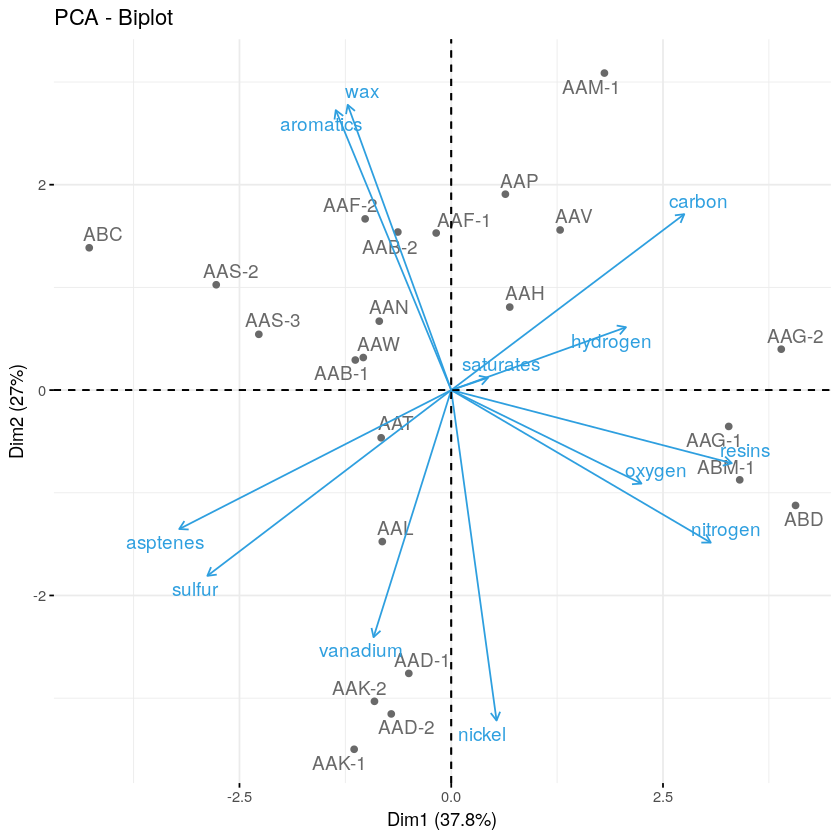 PCA - Biplot
wax
AAM-1
aromatics
2
AAP
carbon
AAF-2
AAF-1
AAV
ABC
AAB-2
AAS-2
AAN
AAH
AAS-3
AAW
hydrogen
AAG-2
AAB-1
saturates
0
AAT
AAG-1
resins
ABM-1
oxygen
ABD
AAL
nitrogen
asptenes
sulfur
-2
vanadium
AAD-1
AAK-2
AAD-2
nickel
AAK-1
-2.5
0.0
2.5
Dim1 (37.8%)
Dim2 (27%)